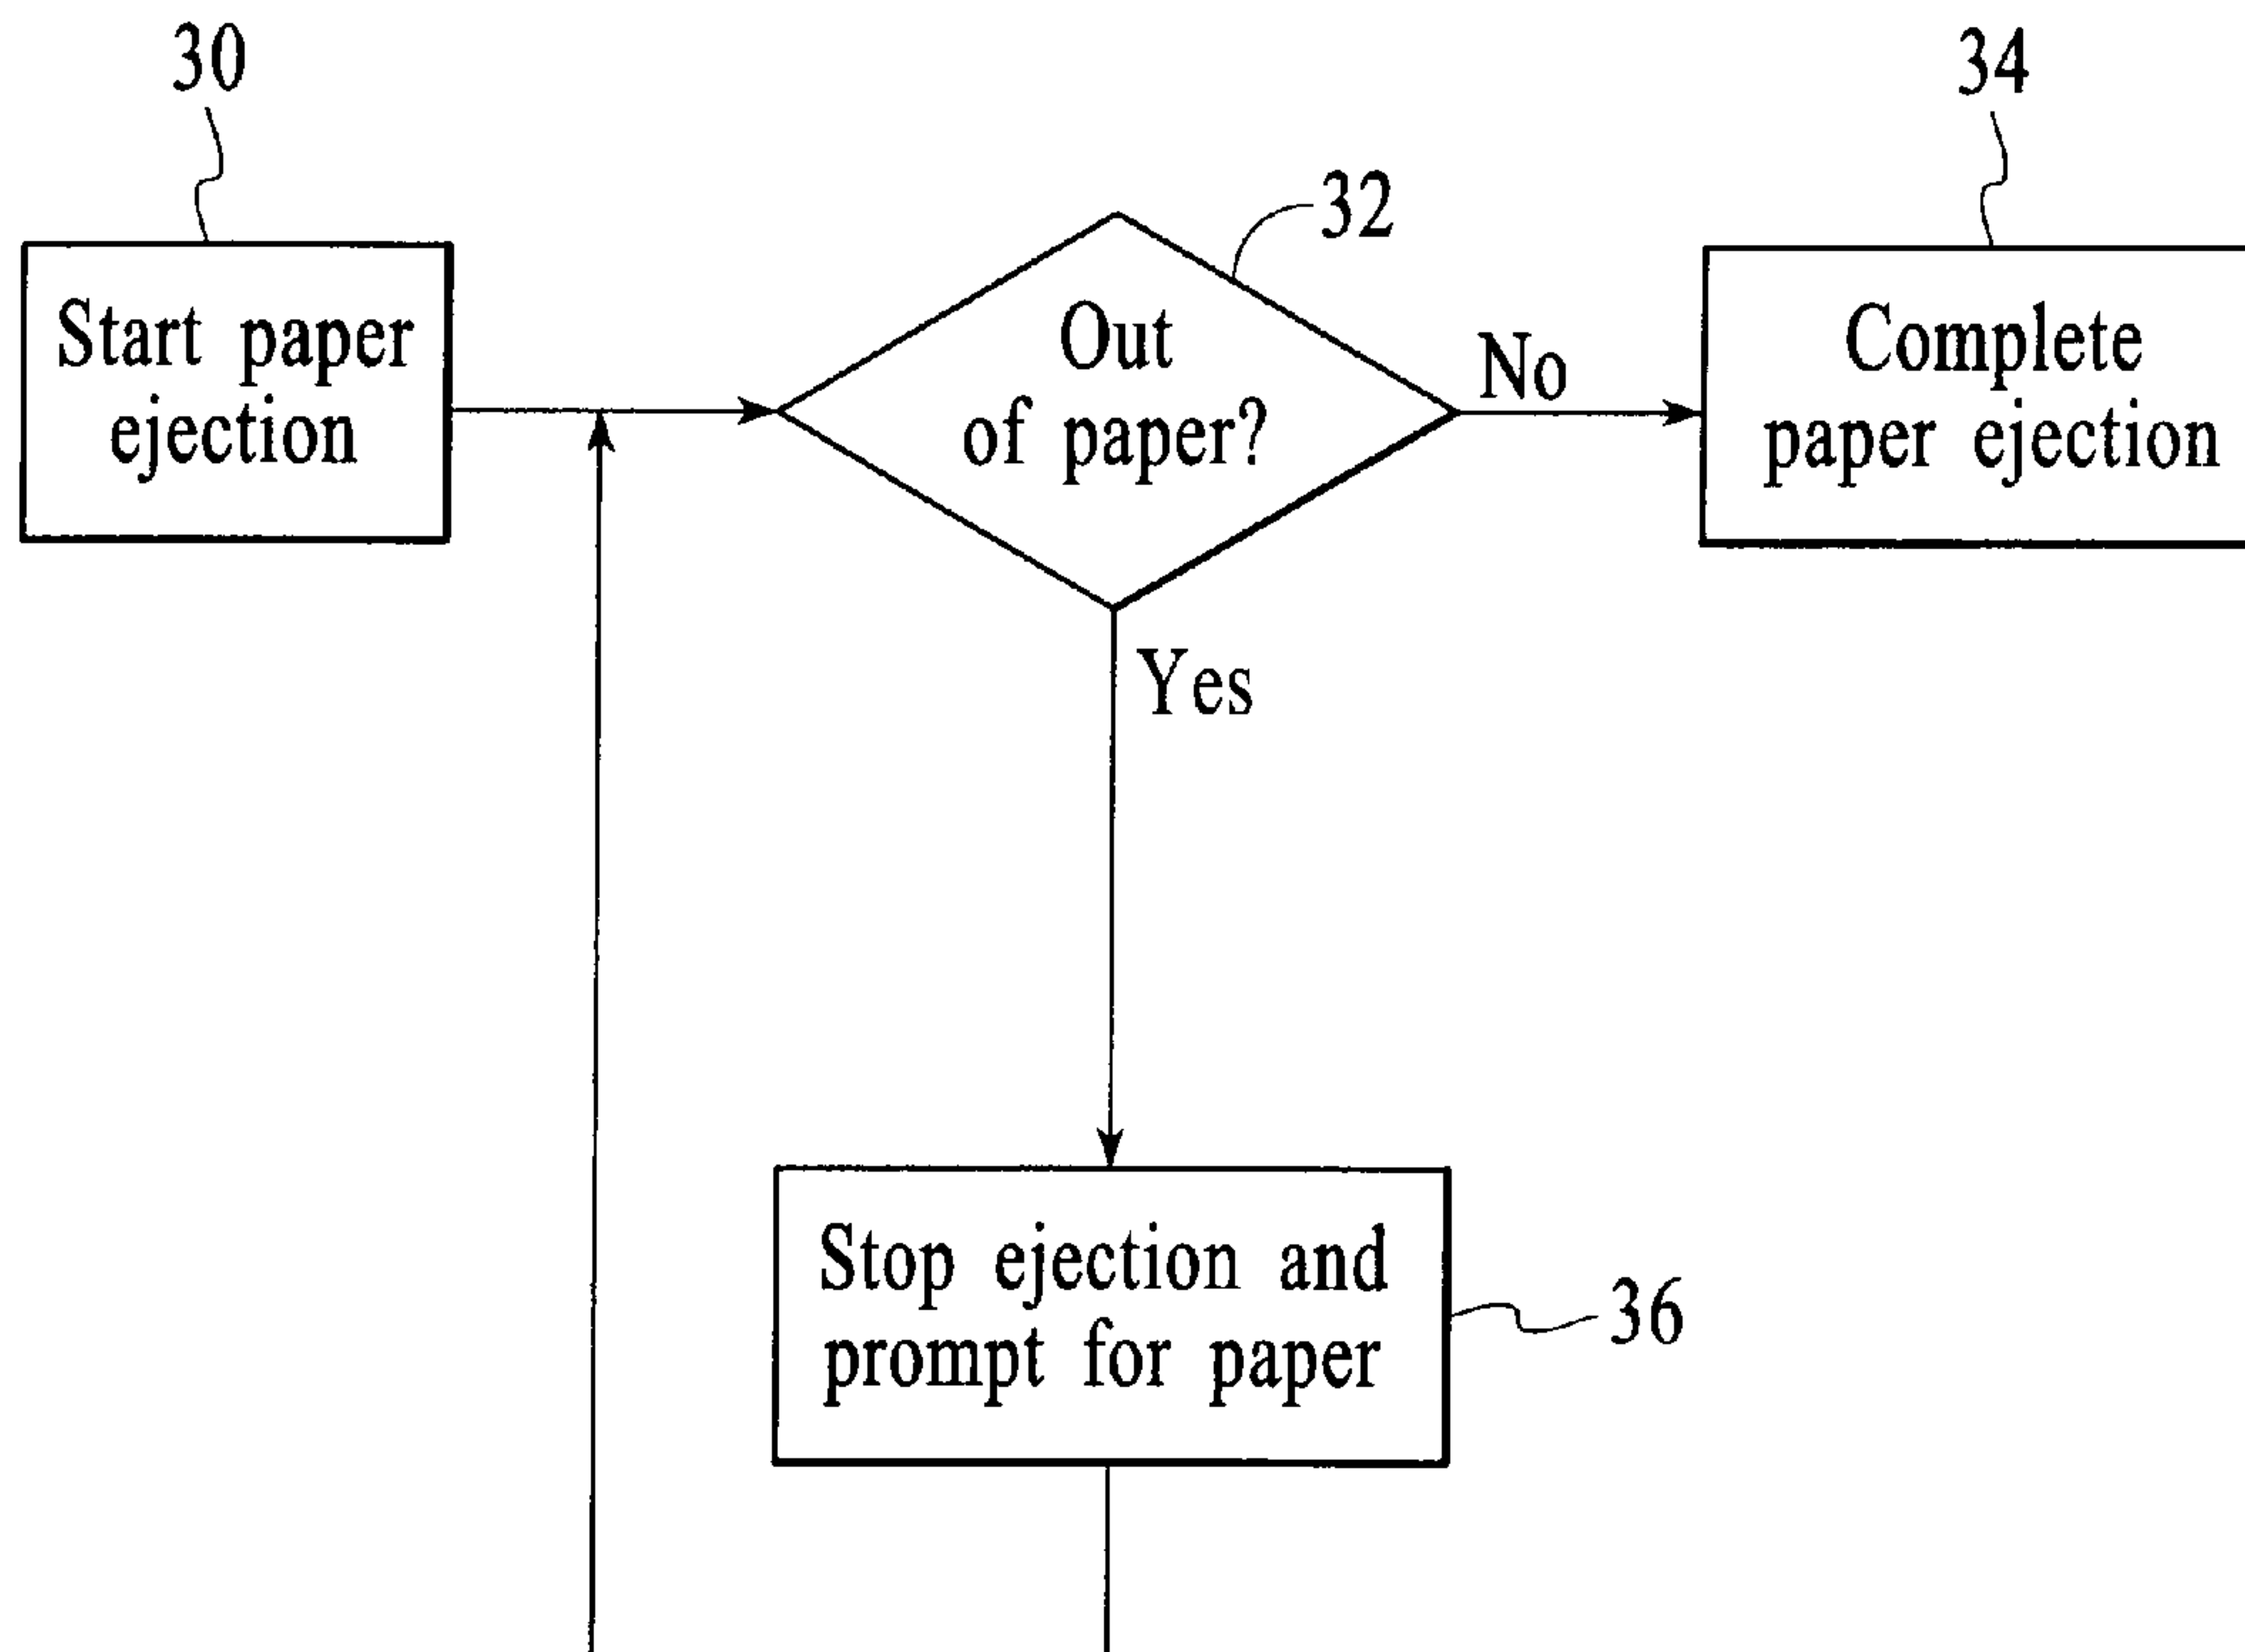 30
34
32
Start paper
ejection
Out
of paper?
No
Complete
paper ejection
Yes
Stop ejection and
prompt for paper
36